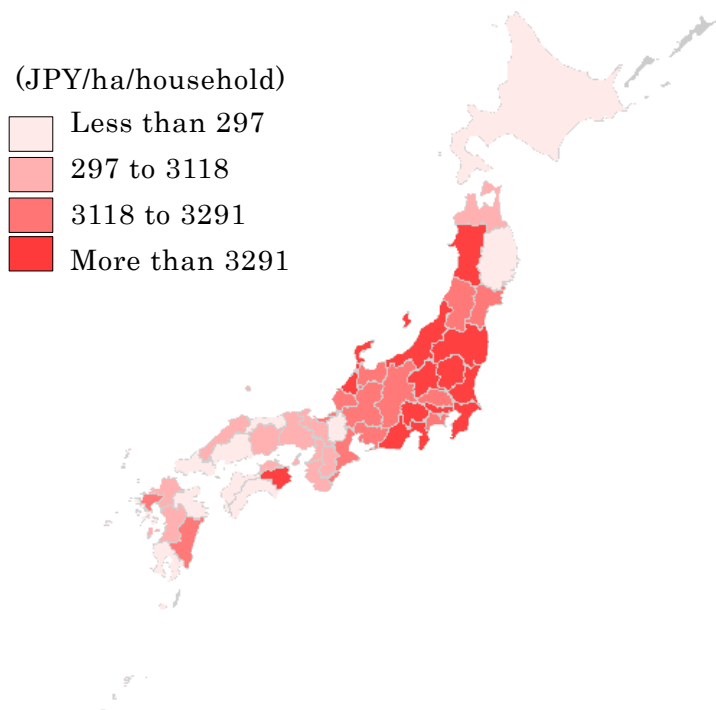 (JPY/ha/household)
Less than 297
297 to 3118
3118 to 3291
More than 3291